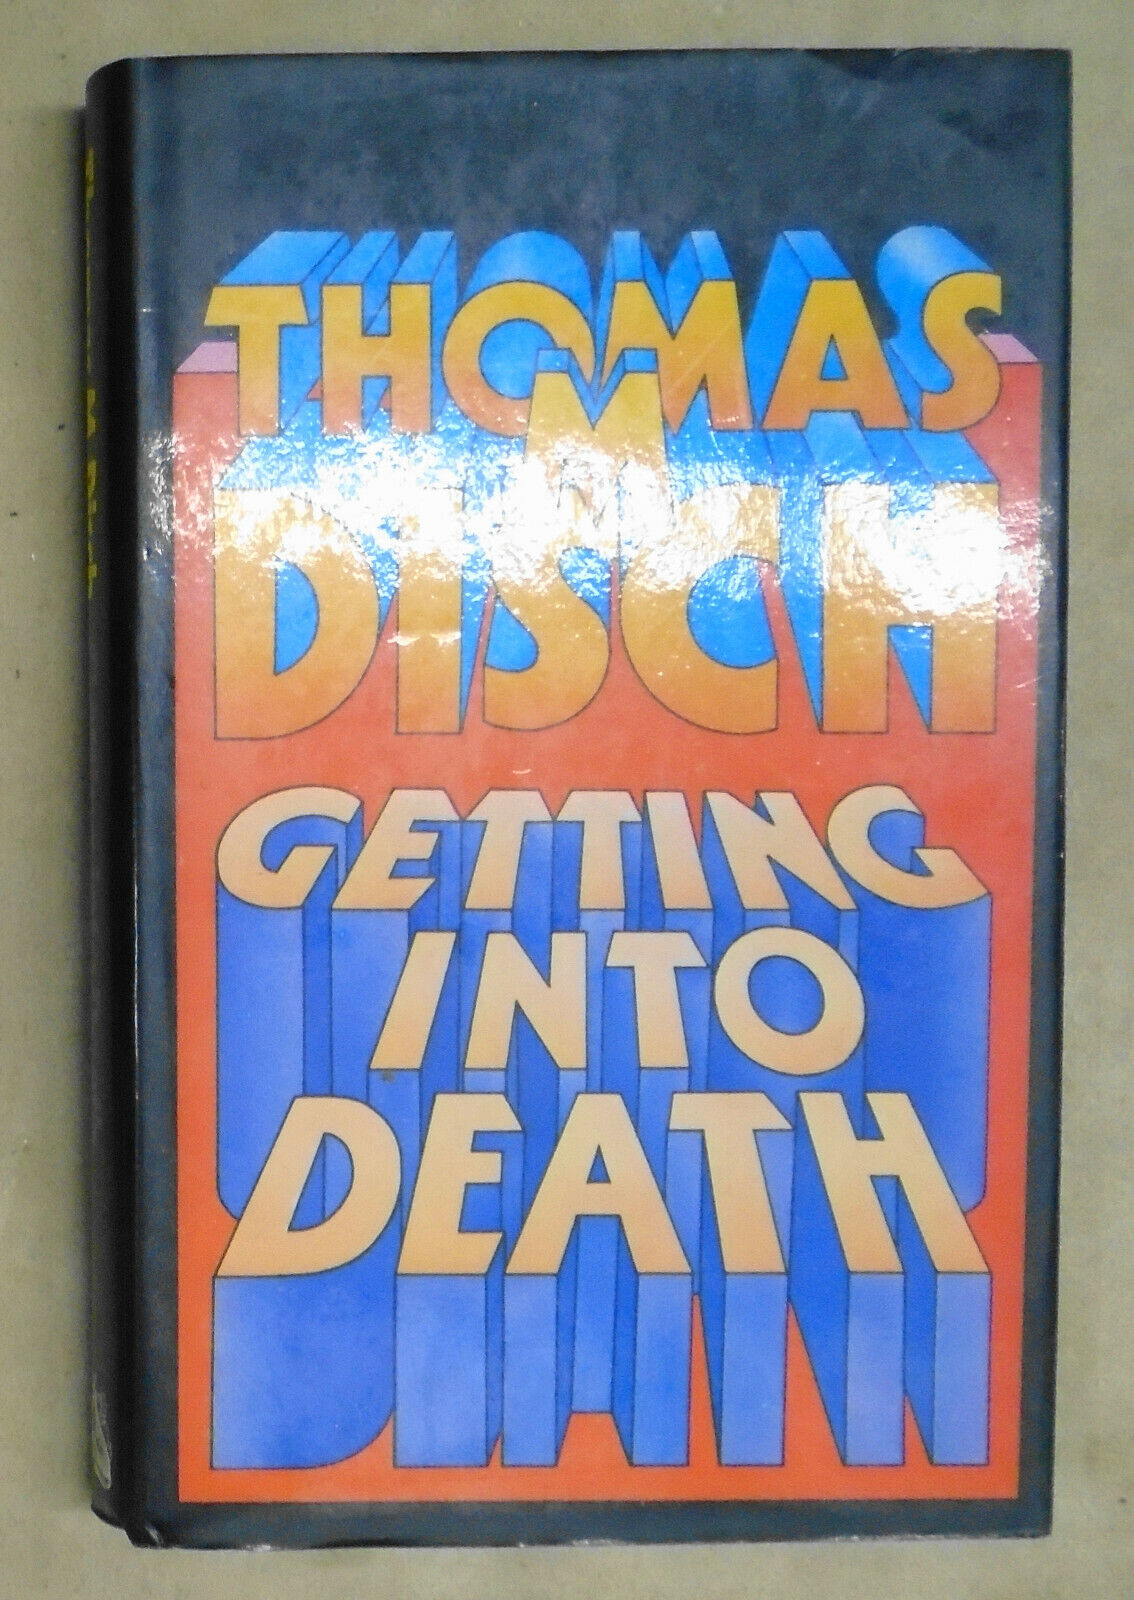 THOMAS
M
DISCH
GETTING
INTO
DEATH